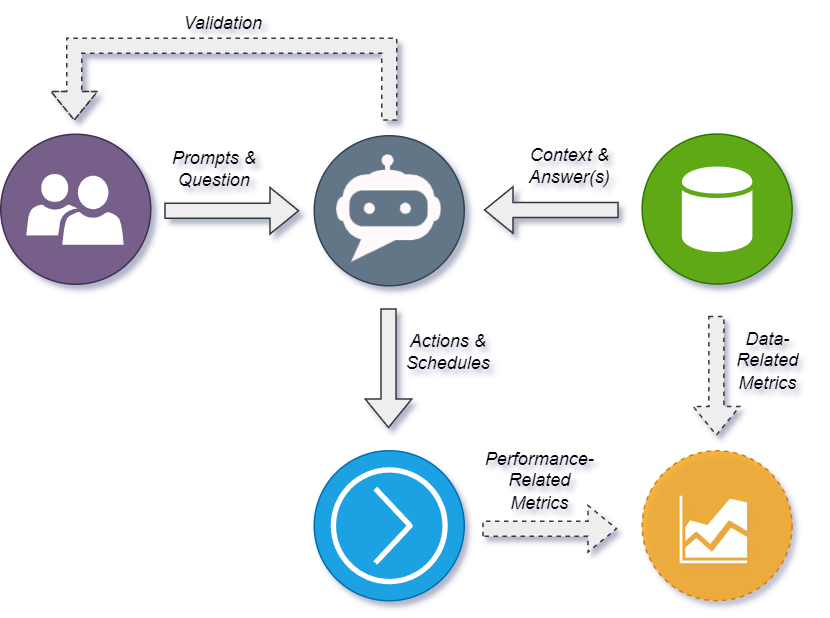 Validation
Prompts &
Question
Context &
Answer(s)
Actions &
Schedules
Data-
Related
Metrics
Performance-
Related
Metrics